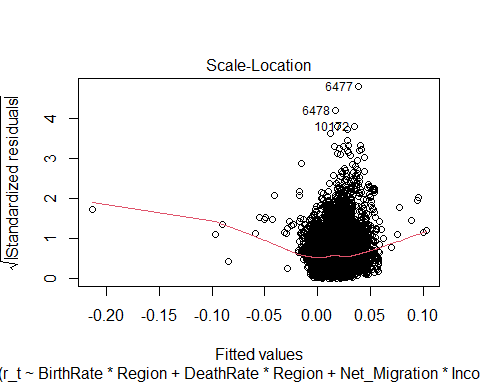 Scale-Location
6477
6478
10172
√|Standardized residuals|
4
3
2
1
0
-0.20 -0.15 -0.10 -0.05 0.00 0.05 0.10
Fitted values
(r_t ~ BirthRate * Region + DeathRate * Region + Net_Migration * Inco